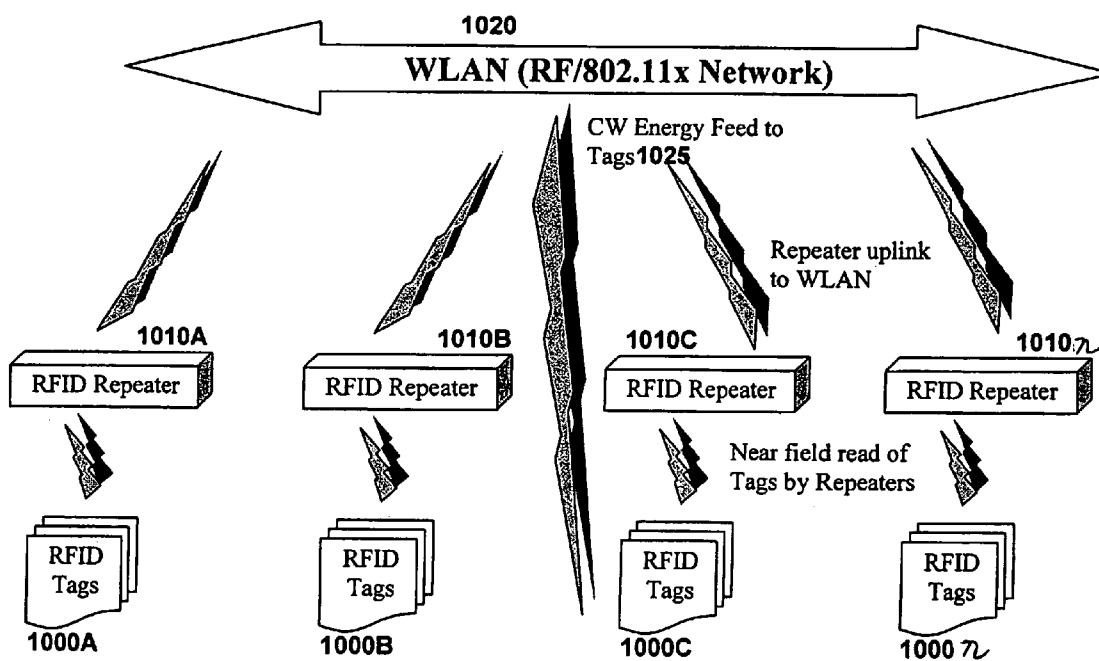 1020
WLAN (RF/802.11x Network)
CW Energy Feed to
Tags1025
Repeater uplink
to WLAN
1010A
1010B
1010C
1010n
RFID Repeater
RFID Repeater
RFID Repeater
RFID Repeater
Near field read of
Tags by Repeaters
RFID
Tags
RFID
Tags
RFID
Tags
RFID
Tags
1000A
1000B
1000C
1000 n